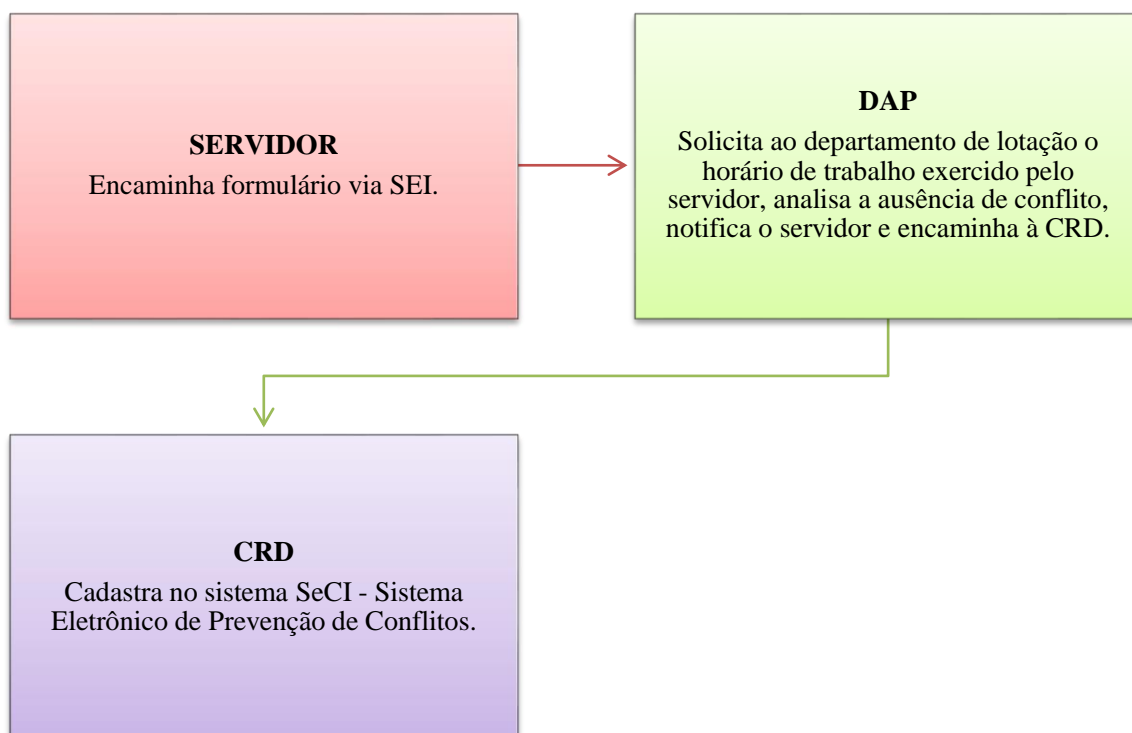 SERVIDOR
Encaminha formulário via SEI.
DAP
Solicita ao departamento de lotação o
horário de trabalho exercido pelo
servidor, analisa a ausência de conflito,
notifica o servidor e encaminha à CRD.
CRD
Cadastra no sistema SeCI - Sistema
Eletrônico de Prevenção de Conflitos.